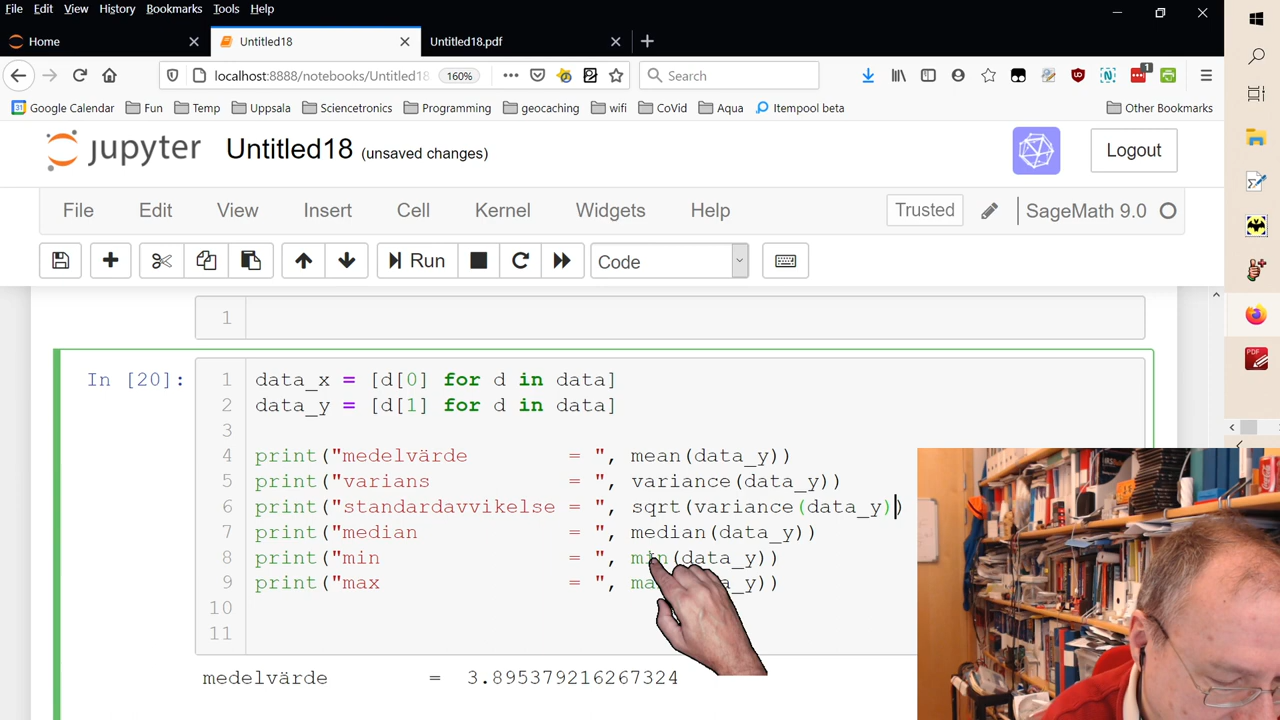 File Edit View History Bookmarks Tools Help
Home Untitled18 Untitled18.pdf
localhost:8888/notebooks/Untitled18 160% Search
Google Calendar Fun Temp Uppsala Sciencetronics Programming geocaching wifi CoVid Aqua Itempool beta Other Bookmarks
jupyter Untitled18 (unsaved changes) Logout
File Edit View Insert Cell Kernel Widgets Help Trusted SageMath 9.0
Run Code
1
In [20]: 1 data_x = [d[0] for d in data]
2 data_y = [d[1] for d in data]
3
4 print("medelvärde = ", mean(data_y))
5 print("varians = ", variance(data_y))
6 print("standardavvikelse = ", sqrt(variance(data_y))
7 print("median = ", median(data_y))
8 print("min = ", min(data_y))
9 print("max = ", _y))
10
11
medelvärde = 3.895379216267324